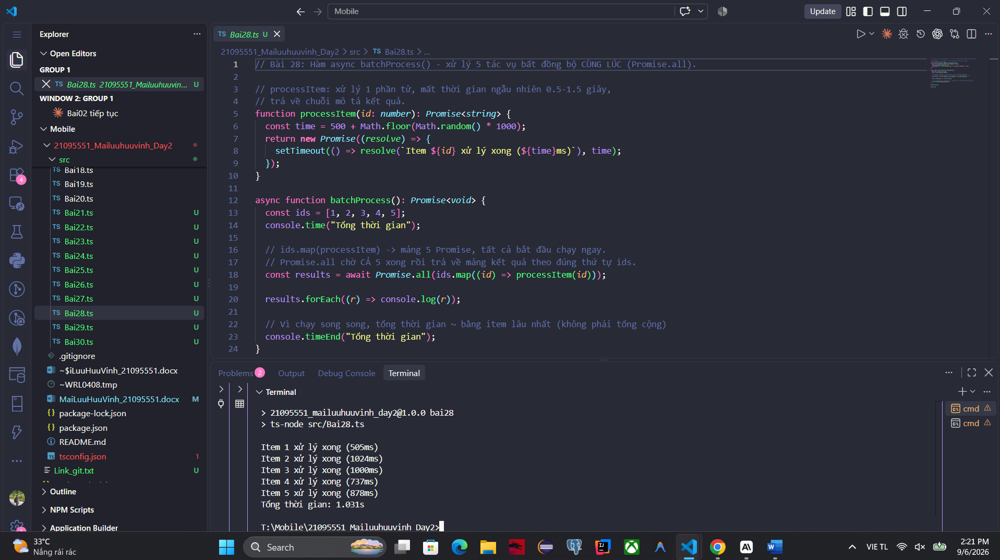 Mobile
Update
Explorer
Open Editors
GROUP 1
TS Bai28.ts 21095551_Mailuuhuuvin... U
WINDOW 2: GROUP 1
Bai02 tiếp tục
Mobile
21095551_Mailuuhuuvinh_Day2
src
TS Bai18.ts
TS Bai19.ts
TS Bai20.ts
TS Bai21.ts U
TS Bai22.ts U
TS Bai23.ts U
TS Bai24.ts U
TS Bai25.ts U
TS Bai26.ts U
TS Bai27.ts U
TS Bai28.ts U
TS Bai29.ts U
TS Bai30.ts U
.gitignore
~$iLuuHuuVinh_21095551.docx
~WRL0408.tmp
MaiLuuHuuVinh_21095551.docx M
{} package-lock.json
{} package.json
README.md
TS tsconfig.json 1
Link_git.txt U
Outline
NPM Scripts
Application Builder
4
TS Bai28.ts U
21095551_Mailuuhuuvinh_Day2 > src > TS Bai28.ts > ...
1 // Bài 28: Hàm async batchProcess() - xử lý 5 tác vụ bất đồng bộ CÙNG LÚC (Promise.all).
2
3 // processItem: xử lý 1 phần tử, mất thời gian ngẫu nhiên 0.5-1.5 giây,
4 // trả về chuỗi mô tả kết quả.
5 function processItem(id: number): Promise<string> {
6 const time = 500 + Math.floor(Math.random() * 1000);
7 return new Promise((resolve) => {
8 setTimeout(() => resolve(`Item ${id} xử lý xong (${time}ms)`), time);
9 });
10 }
11
12 async function batchProcess(): Promise<void> {
13 const ids = [1, 2, 3, 4, 5];
14 console.time("Tổng thời gian");
15
16 // ids.map(processItem) -> mảng 5 Promise, tất cả bắt đầu chạy ngay.
17 // Promise.all chờ CẢ 5 xong rồi trả về mảng kết quả theo đúng thứ tự ids.
18 const results = await Promise.all(ids.map((id) => processItem(id)));
19
20 results.forEach((r) => console.log(r));
21
22 // Vì chạy song song, tổng thời gian ~ bằng item lâu nhất (không phải tổng cộng)
23 console.timeEnd("Tổng thời gian");
24 }
Problems 2 Output Debug Console Terminal
Terminal
> 21095551_mailuuhuuvinh_day2@1.0.0 bai28
> ts-node src/Bai28.ts
Item 1 xử lý xong (505ms)
Item 2 xử lý xong (1024ms)
Item 3 xử lý xong (1000ms)
Item 4 xử lý xong (737ms)
Item 5 xử lý xong (878ms)
Tổng thời gian: 1.031s
T:\Mobile\21095551_Mailuuhuuvinh_Day2>
cmd
cmd
33°C
Nắng rải rác
Search
VIE TL
2:21 PM
9/6/2026